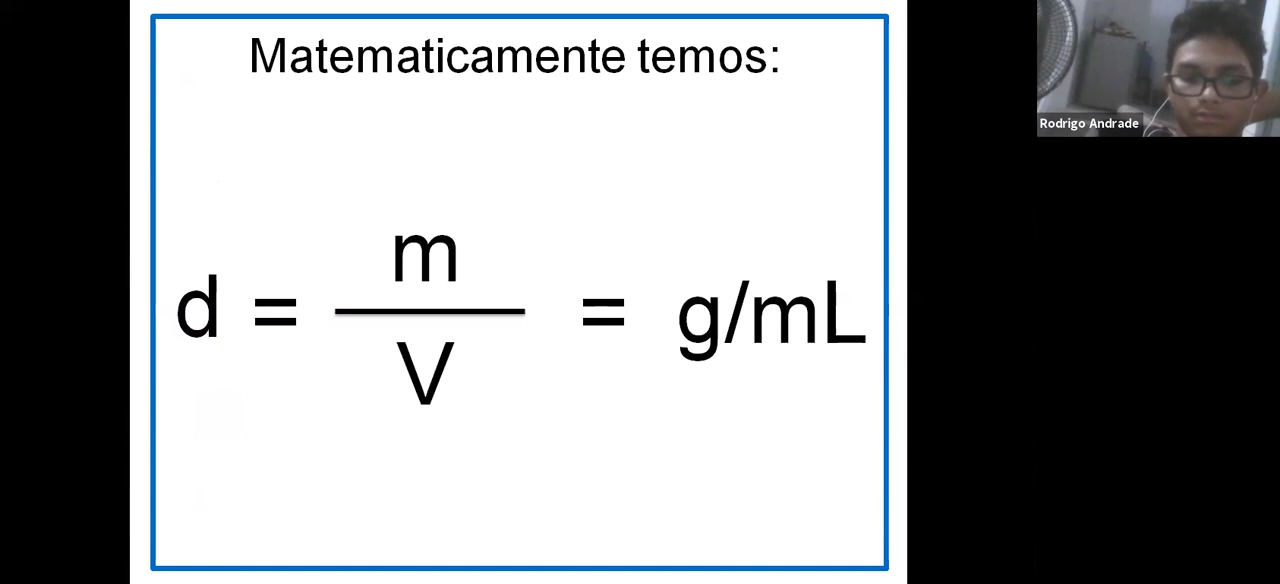 Matematicamente temos:
d = m/V = g/mL
Rodrigo Andrade